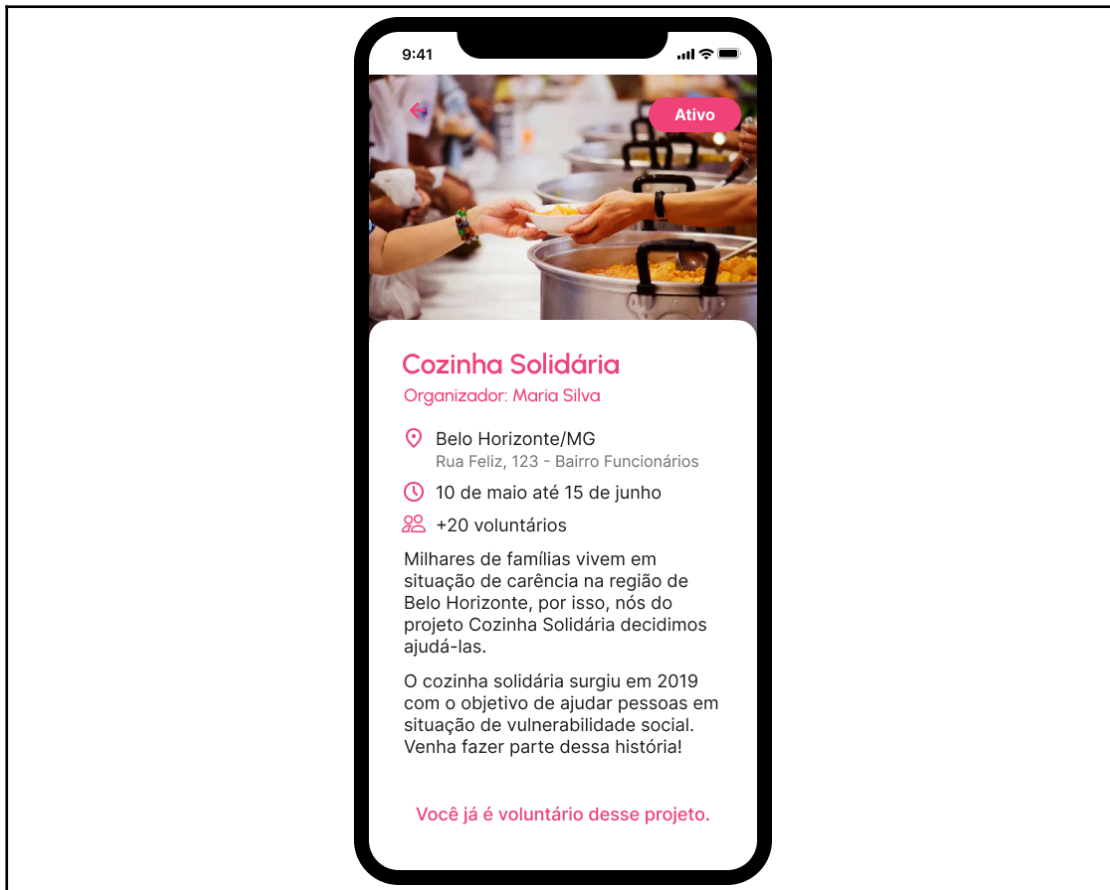 9:41
Ativo
Cozinha Solidária
Organizador: Maria Silva
Belo Horizonte/MG
Rua Feliz, 123 - Bairro Funcionários
10 de maio até 15 de junho
+20 voluntários
Milhares de famílias vivem em
situação de carência na região de
Belo Horizonte, por isso, nós do
projeto Cozinha Solidária decidimos
ajudá-las.
O cozinha solidária surgiu em 2019
com o objetivo de ajudar pessoas em
situação de vulnerabilidade social.
Venha fazer parte dessa história!
Você já é voluntário desse projeto.